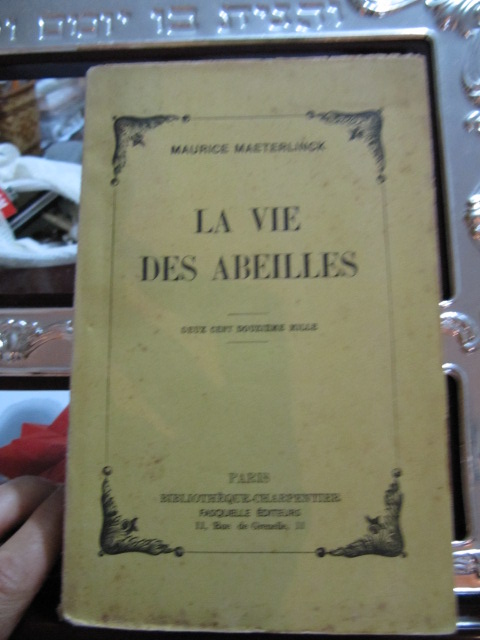 MAURICE MAETERLINCK
LA VIE
DES ABEILLES
DEUX CENT DOUZIÈME MILLE
PARIS
BIBLIOTHÈQUE-CHARPENTIER
FASQUELLE ÉDITEURS
11, Rue de Grenelle, 11